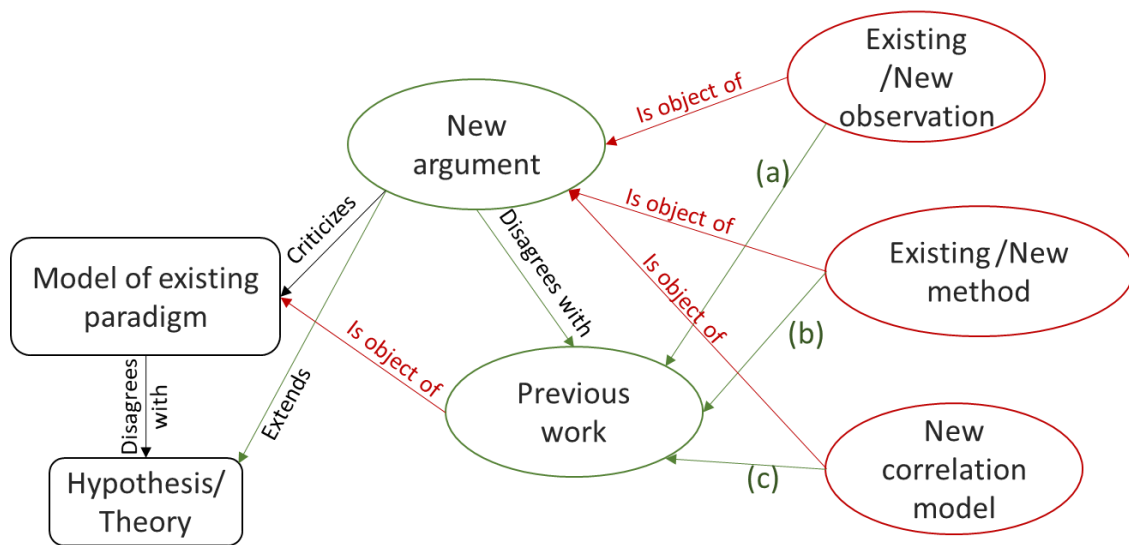 Existing
/New
observation
Is object of
New
argument
(a)
Is object of
Criticizes
Disagrees with
Existing/New
method
Model of existing
paradigm
Is object of
Is object of
(b)
Disagrees
with
Extends
Previous
work
New
correlation
model
(c)
Hypothesis/
Theory